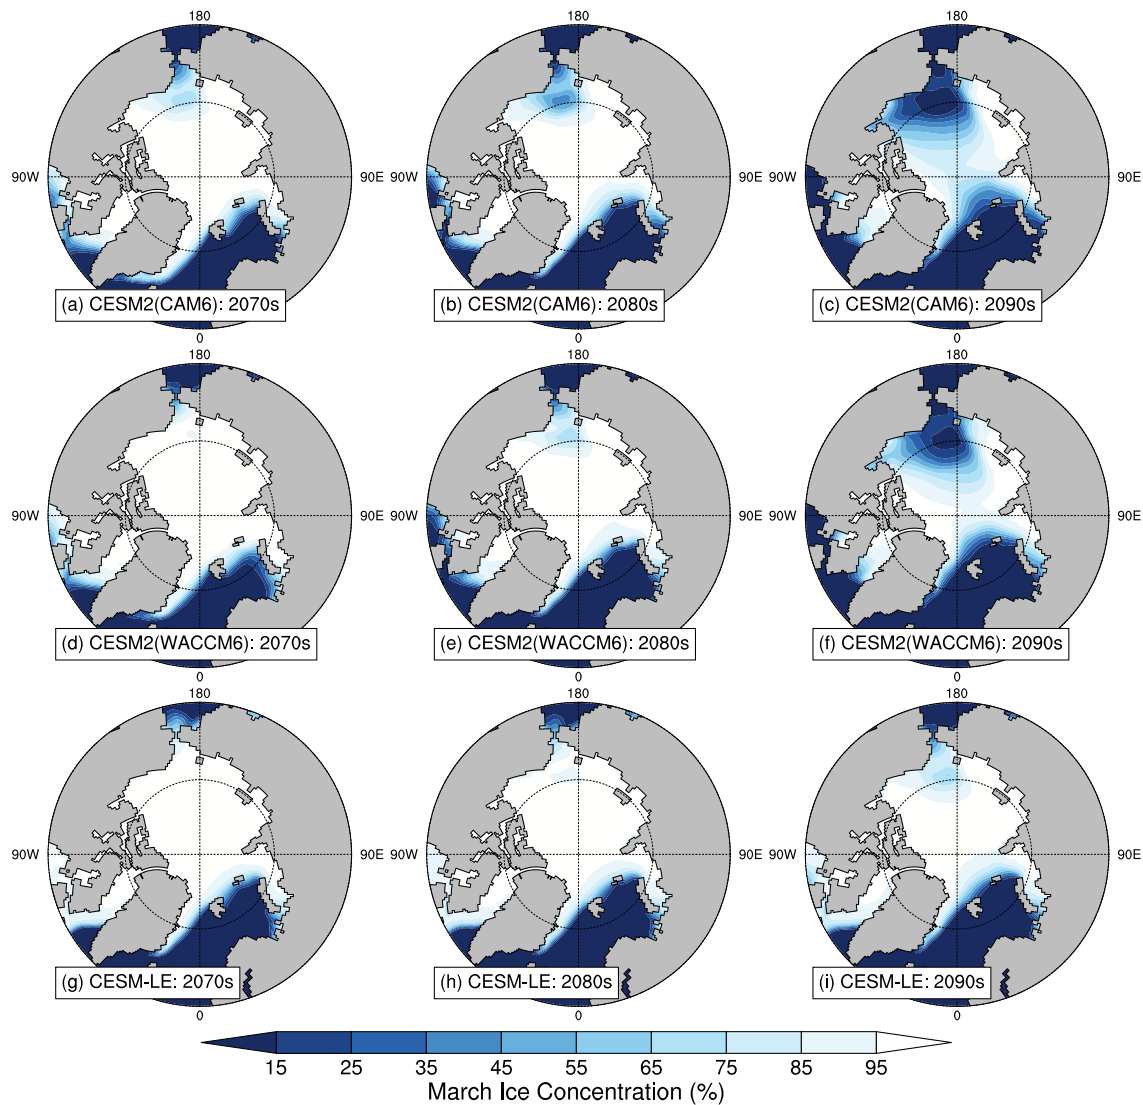 180 180 180
90W 90E 90W 90E 90W 90E
(a) CESM2(CAM6): 2070s (b) CESM2(CAM6): 2080s (c) CESM2(CAM6): 2090s
0 0 0
180 180 180
90W 90E 90W 90E 90W 90E
(d) CESM2(WACCM6): 2070s (e) CESM2(WACCM6): 2080s (f) CESM2(WACCM6): 2090s
0 0 0
180 180 180
90W 90E 90W 90E 90W 90E
(g) CESM-LE: 2070s (h) CESM-LE: 2080s (i) CESM-LE: 2090s
0 0 0
15 25 35 45 55 65 75 85 95
March Ice Concentration (%)